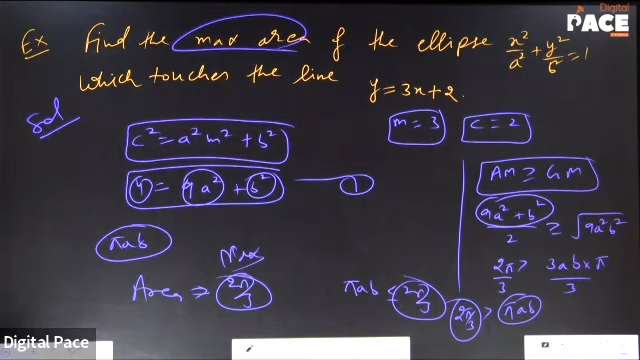 Digital
PACE
Ex Find the max area of the ellipse x²/a² + y²/b² = 1
which touches the line
y = 3x + 2.
Sol
m = 3
c = 2
c² = a²m² + b²
4 = 9a² + b² ——— ①
AM ≥ GM
(9a² + b²)/2 ≥ √(9a²b²)
2π/3 > 3ab × π/3
πab
Max
Area ⇒ 2π/3
πab ≤ 2π/3
2π/3 > πab
Digital Pace